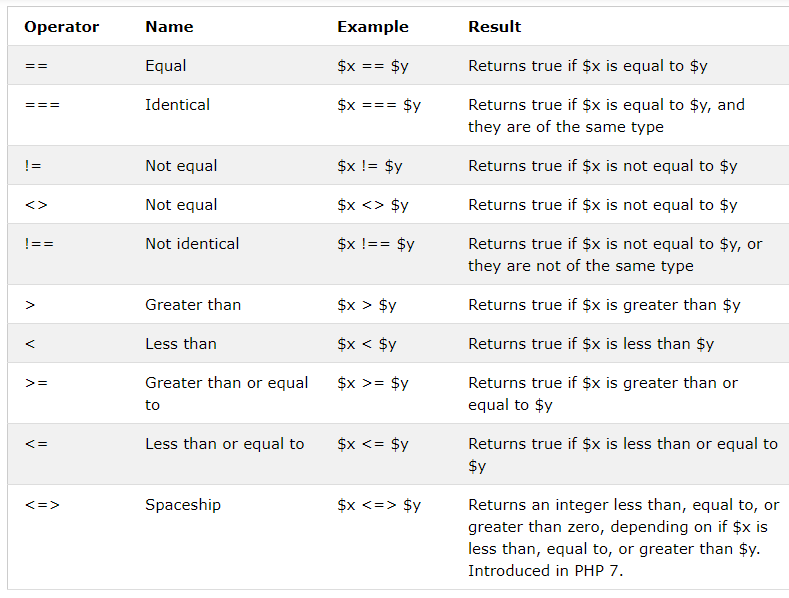 Operator Name Example Result
== Equal $x == $y Returns true if $x is equal to $y
=== Identical $x === $y Returns true if $x is equal to $y, and
they are of the same type
!= Not equal $x != $y Returns true if $x is not equal to $y
<> Not equal $x <> $y Returns true if $x is not equal to $y
!== Not identical $x !== $y Returns true if $x is not equal to $y, or
they are not of the same type
> Greater than $x > $y Returns true if $x is greater than $y
< Less than $x < $y Returns true if $x is less than $y
>= Greater than or equal $x >= $y Returns true if $x is greater than or
to equal to $y
<= Less than or equal to $x <= $y Returns true if $x is less than or equal to
$y
<=> Spaceship $x <=> $y Returns an integer less than, equal to, or
greater than zero, depending on if $x is
less than, equal to, or greater than $y.
Introduced in PHP 7.